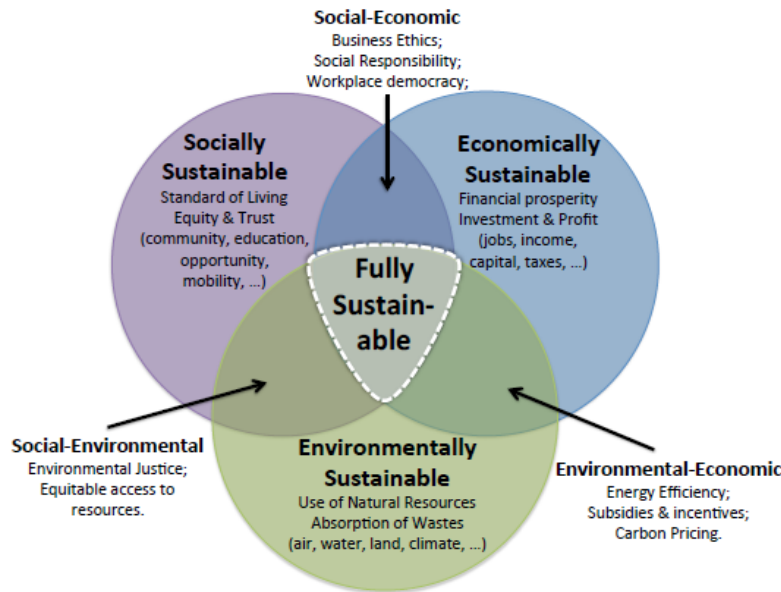 Social-Economic
Business Ethics;
Social Responsibility;
Workplace democracy;
Socially
Sustainable
Standard of Living
Equity & Trust
(community, education,
opportunity,
mobility, ...)
Economically
Sustainable
Financial prosperity
Investment & Profit
(jobs, income,
capital, taxes, ...)
Fully
Sustain-
able
Social-Environmental
Environmental Justice;
Equitable access to
resources.
Environmentally
Sustainable
Use of Natural Resources
Absorption of Wastes
(air, water, land, climate, ...)
Environmental-Economic
Energy Efficiency;
Subsidies & incentives;
Carbon Pricing.